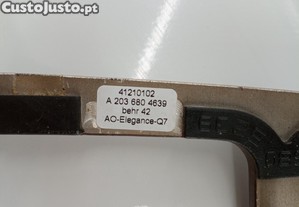 CustoJusto.pt
41210102
A 203 680 4639
behr 42
AO-Elegance-Q7